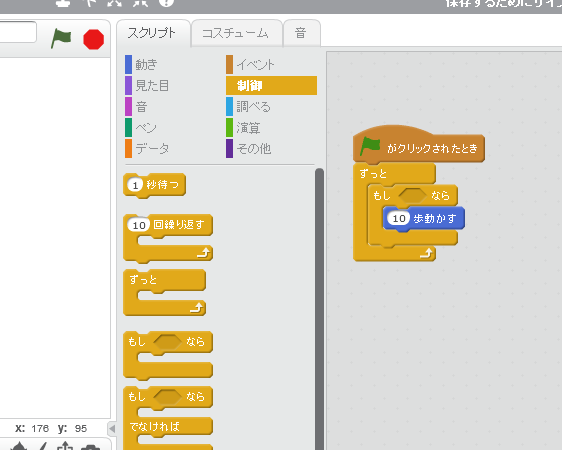 保存するためにサイン
スクリプト コスチューム 音
動き イベント
見た目 制御
音 調べる
ペン 演算
データ その他
1 秒待つ
10 回繰り返す
ずっと
もし なら
もし なら
でなければ
がクリックされたとき
ずっと
もし なら
10 歩動かす
x: 176 y: 95